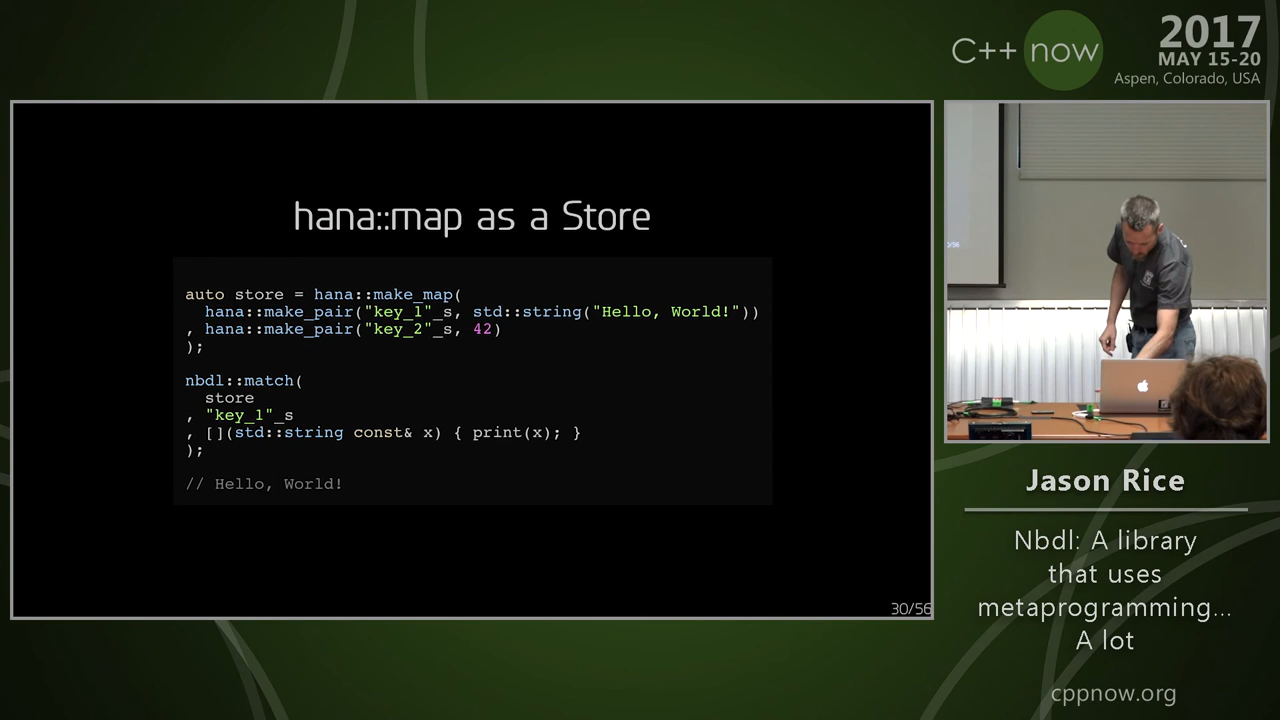 C++ now
2017
MAY 15-20
Aspen, Colorado, USA
hana::map as a Store
auto store = hana::make_map(
  hana::make_pair("key_1"_s, std::string("Hello, World!"))
, hana::make_pair("key_2"_s, 42)
);
nbdl::match(
  store
, "key_1"_s
, [](std::string const& x) { print(x); }
);
// Hello, World!
30/56
Jason Rice
Nbdl: A library
that uses
metaprogramming...
A lot
cppnow.org